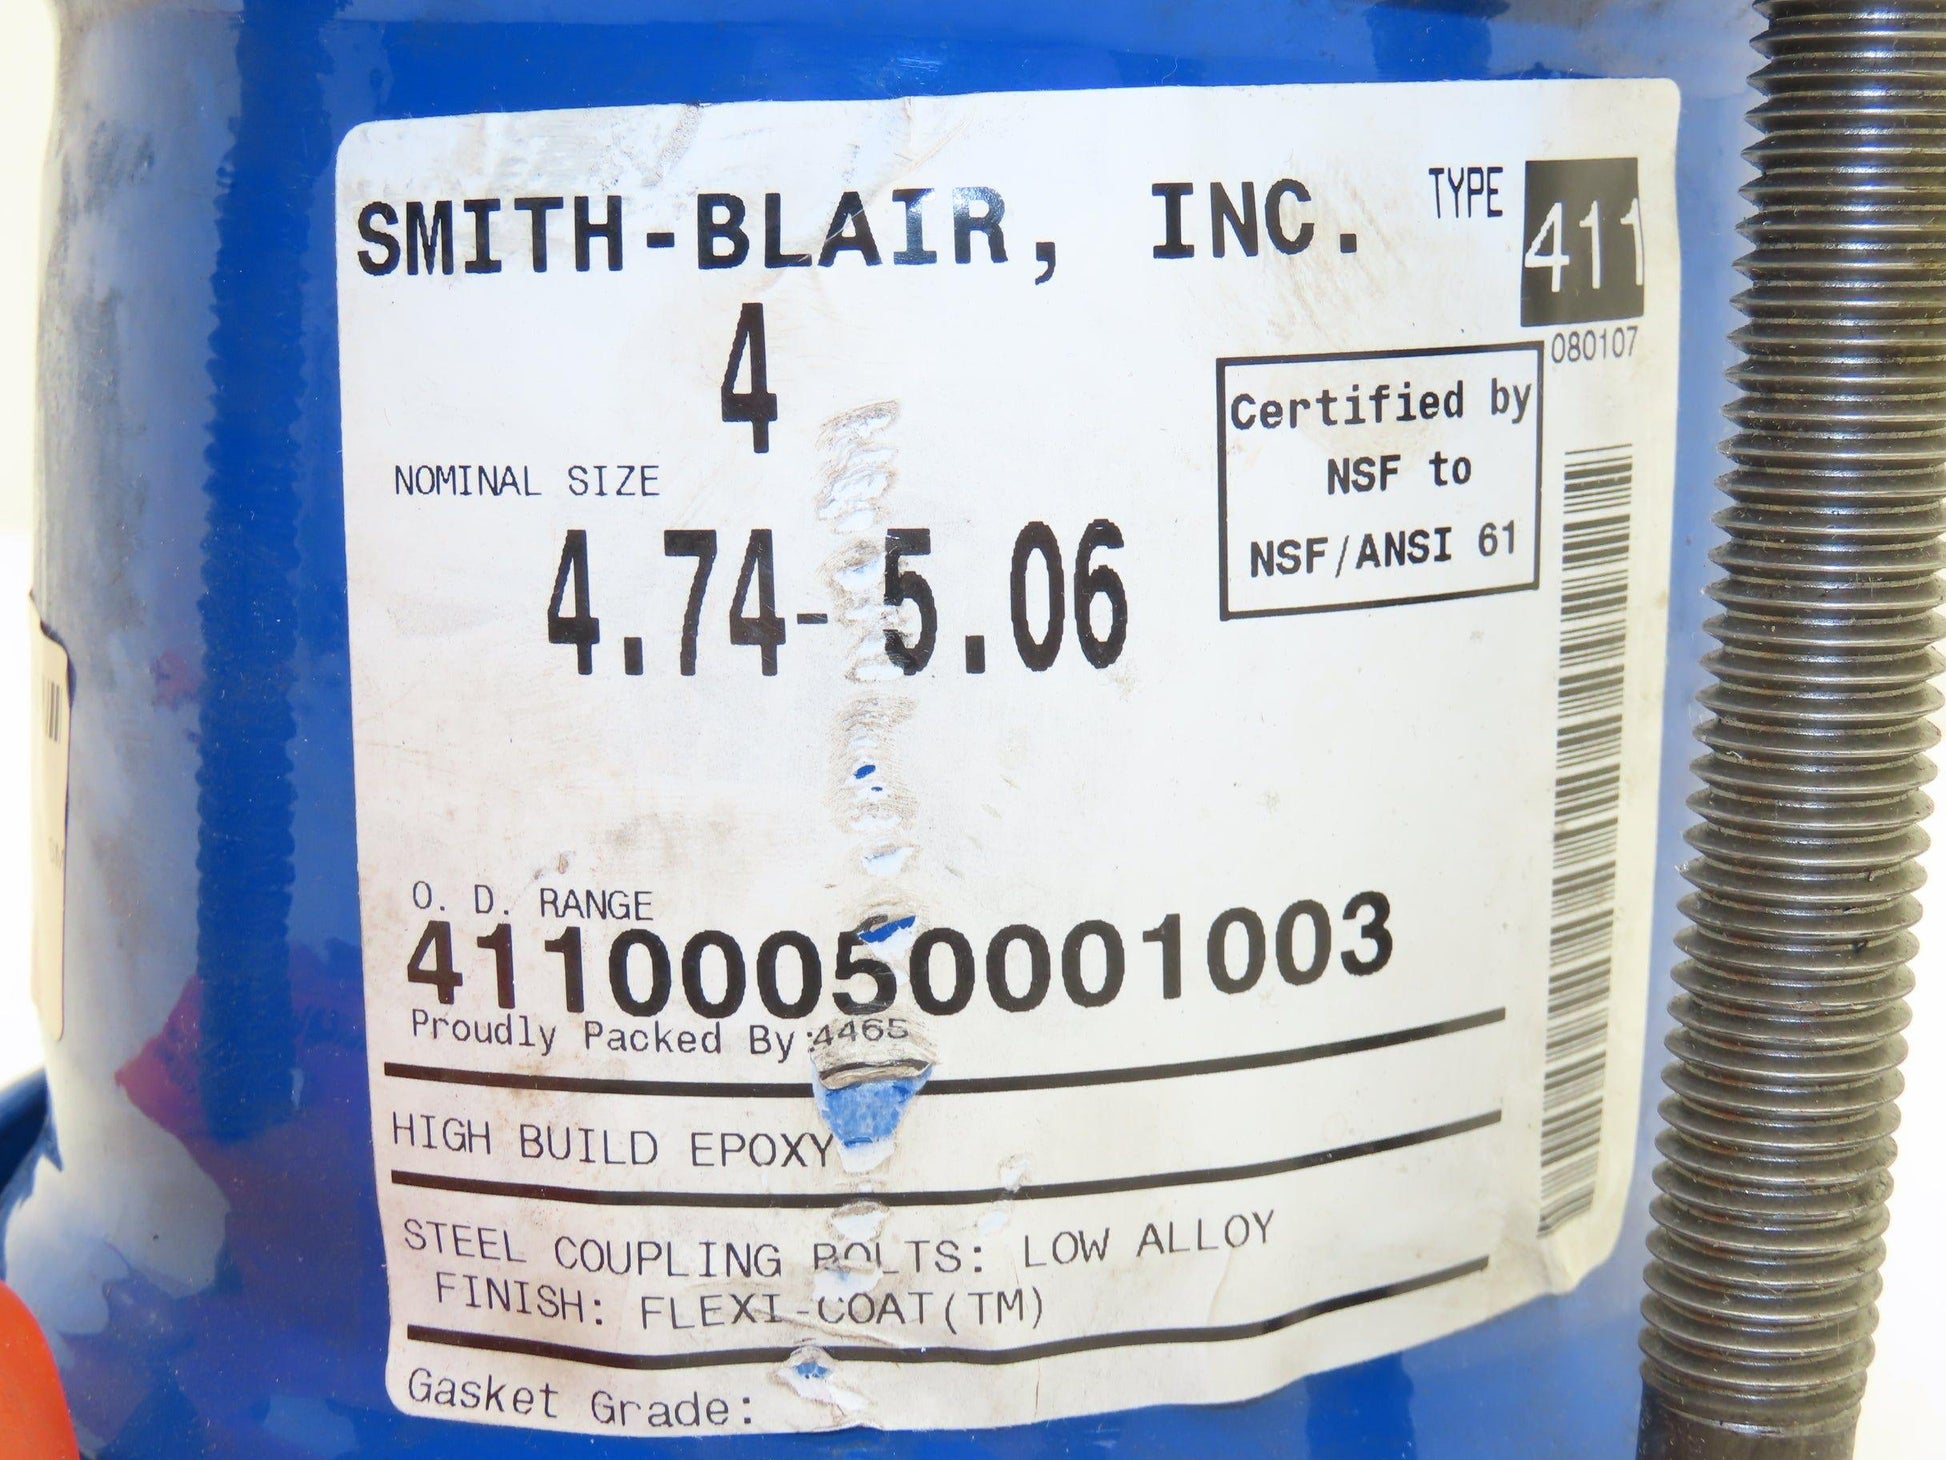 SMITH-BLAIR, INC.
TYPE 411
080107
4
NOMINAL SIZE
Certified by
NSF to
NSF/ANSI 61
4.74- 5.06
O. D. RANGE
41100050001003
Proudly Packed By:4465
HIGH BUILD EPOXY
STEEL COUPLING BOLTS: LOW ALLOY
FINISH: FLEXI-COAT(TM)
Gasket Grade: